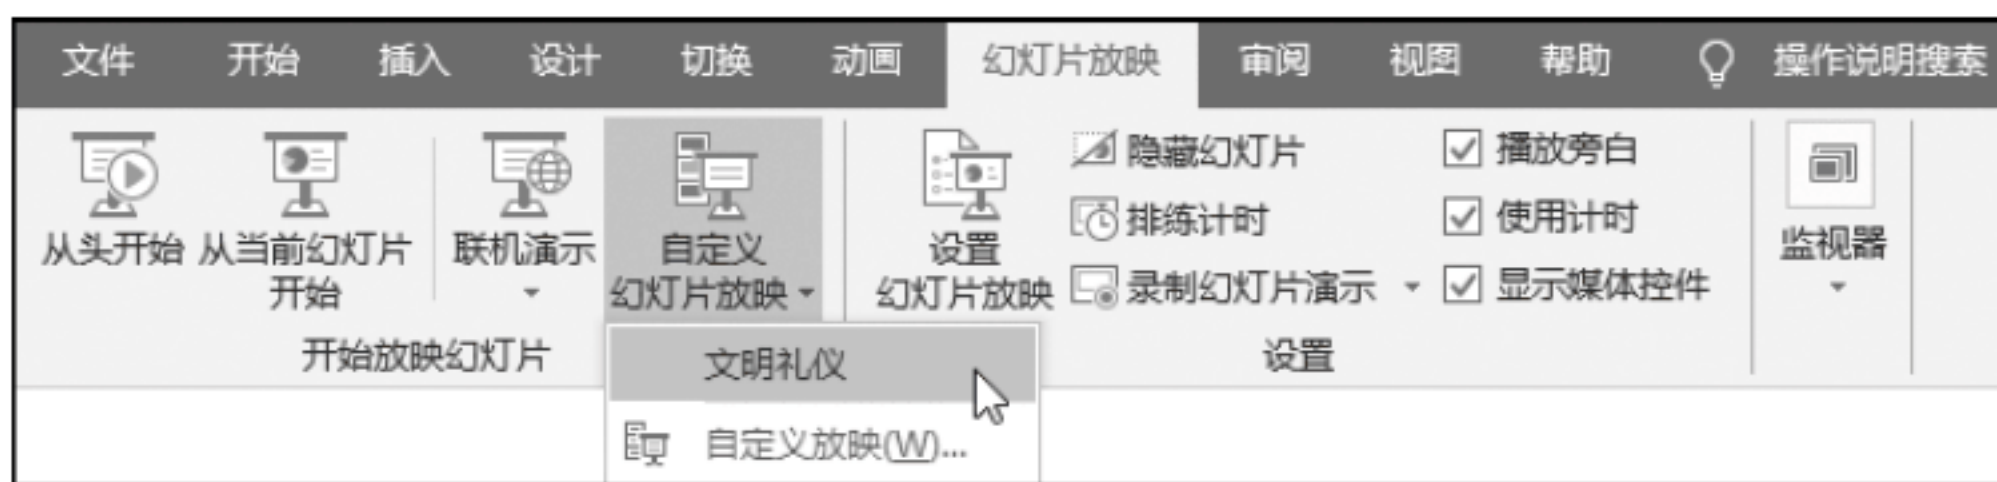 文件 开始 插入 设计 切换 动画 幻灯片放映 审阅 视图 帮助 操作说明搜索
从头开始
从当前幻灯片
开始
联机演示
自定义
幻灯片放映
开始放映幻灯片
文明礼仪
自定义放映(W)...
设置
幻灯片放映
隐藏幻灯片
排练计时
录制幻灯片演示
播放旁白
使用计时
显示媒体控件
设置
监视器